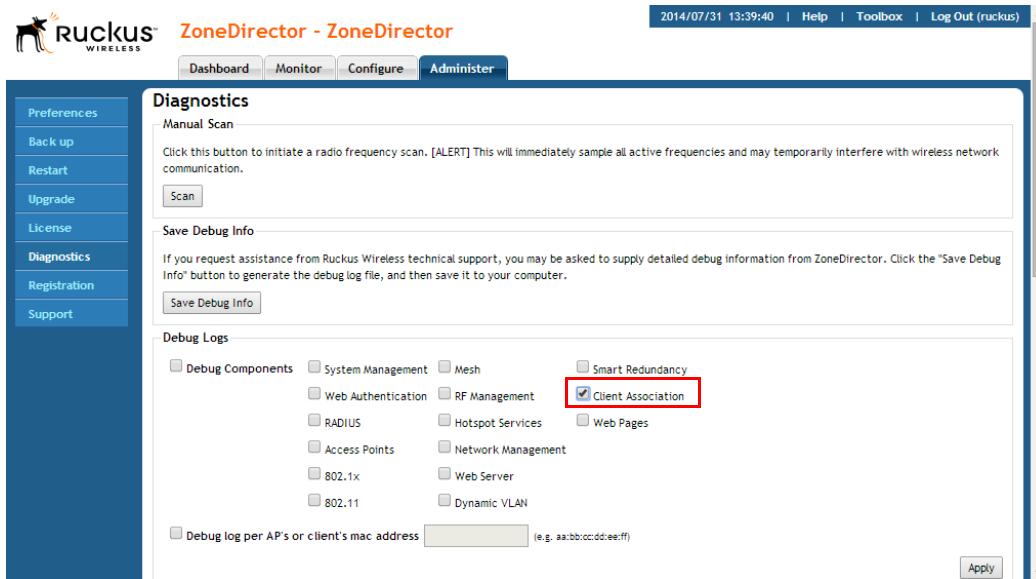 2014/07/31 13:39:40 | Help | Toolbox | Log Out (ruckus)
RUCKUS™
WIRELESS
ZoneDirector - ZoneDirector
Dashboard Monitor Configure Administer
Preferences
Back up
Restart
Upgrade
License
Diagnostics
Registration
Support
Diagnostics
Manual Scan
Click this button to initiate a radio frequency scan. [ALERT] This will immediately sample all active frequencies and may temporarily interfere with wireless network
communication.
Scan
Save Debug Info
If you request assistance from Ruckus Wireless technical support, you may be asked to supply detailed debug information from ZoneDirector. Click the "Save Debug
Info" button to generate the debug log file, and then save it to your computer.
Save Debug Info
Debug Logs
Debug Components System Management Mesh Smart Redundancy
Web Authentication RF Management Client Association
RADIUS Hotspot Services Web Pages
Access Points Network Management
802.1x Web Server
802.11 Dynamic VLAN
Debug log per AP's or client's mac address (e.g. aa:bb:cc:dd:ee:ff)
Apply